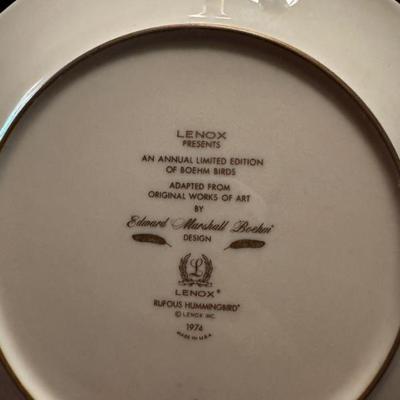 LENOX
PRESENTS
AN ANNUAL LIMITED EDITION
OF BOEHM BIRDS
ADAPTED FROM
ORIGINAL WORKS OF ART
BY
Edward Marshall Boehm
DESIGN
L
LENOX®
RUFOUS HUMMINGBIRD
© LENOX INC.
1974
MADE IN U.S.A.